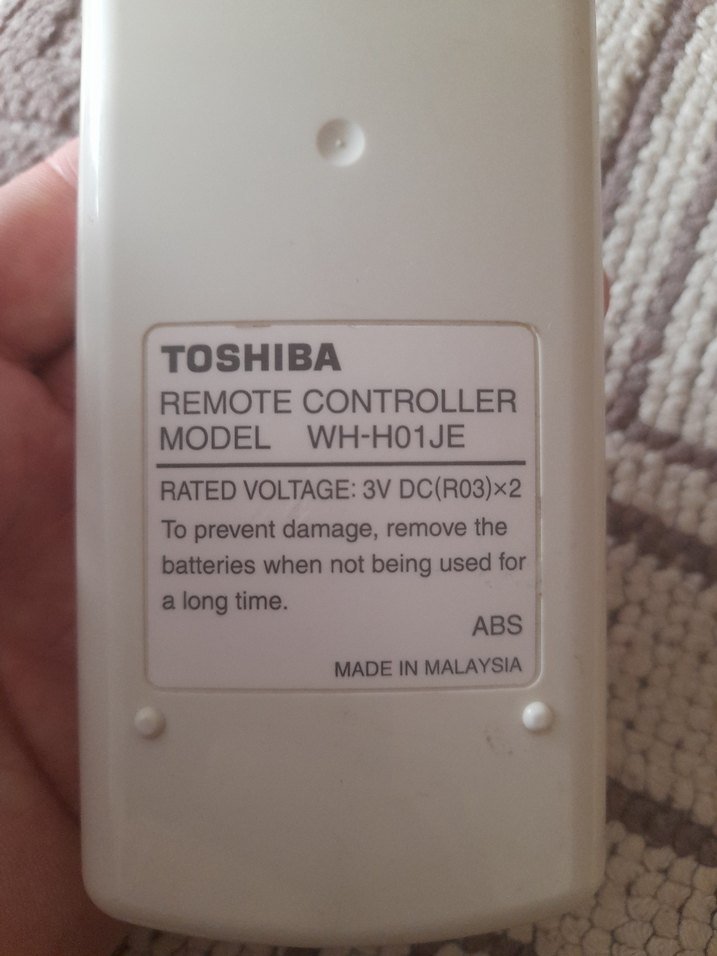 TOSHIBA
REMOTE CONTROLLER
MODEL WH-H01JE
RATED VOLTAGE: 3V DC(R03)×2
To prevent damage, remove the
batteries when not being used for
a long time.
ABS
MADE IN MALAYSIA